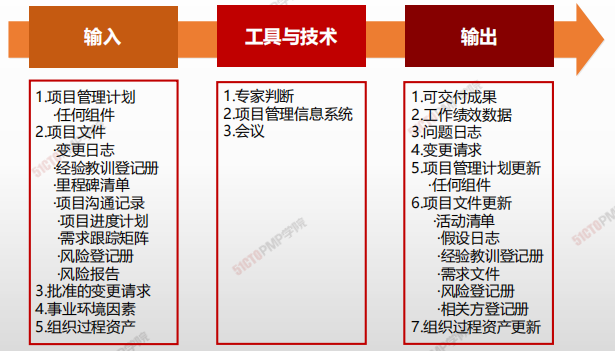 输入
工具与技术
输出
1.项目管理计划
·任何组件
2.项目文件
·变更日志
·经验教训登记册
·里程碑清单
·项目沟通记录
·项目进度计划
·需求跟踪矩阵
·风险登记册
·风险报告
3.批准的变更请求
4.事业环境因素
5.组织过程资产
1.专家判断
2.项目管理信息系统
3.会议
1.可交付成果
2.工作绩效数据
3.问题日志
4.变更请求
5.项目管理计划更新
·任何组件
6.项目文件更新
·活动清单
·假设日志
·经验教训登记册
·需求文件
·风险登记册
·相关方登记册
7.组织过程资产更新
51CTOPMP学院
51CTOPMP学院
51CTOPMP学院